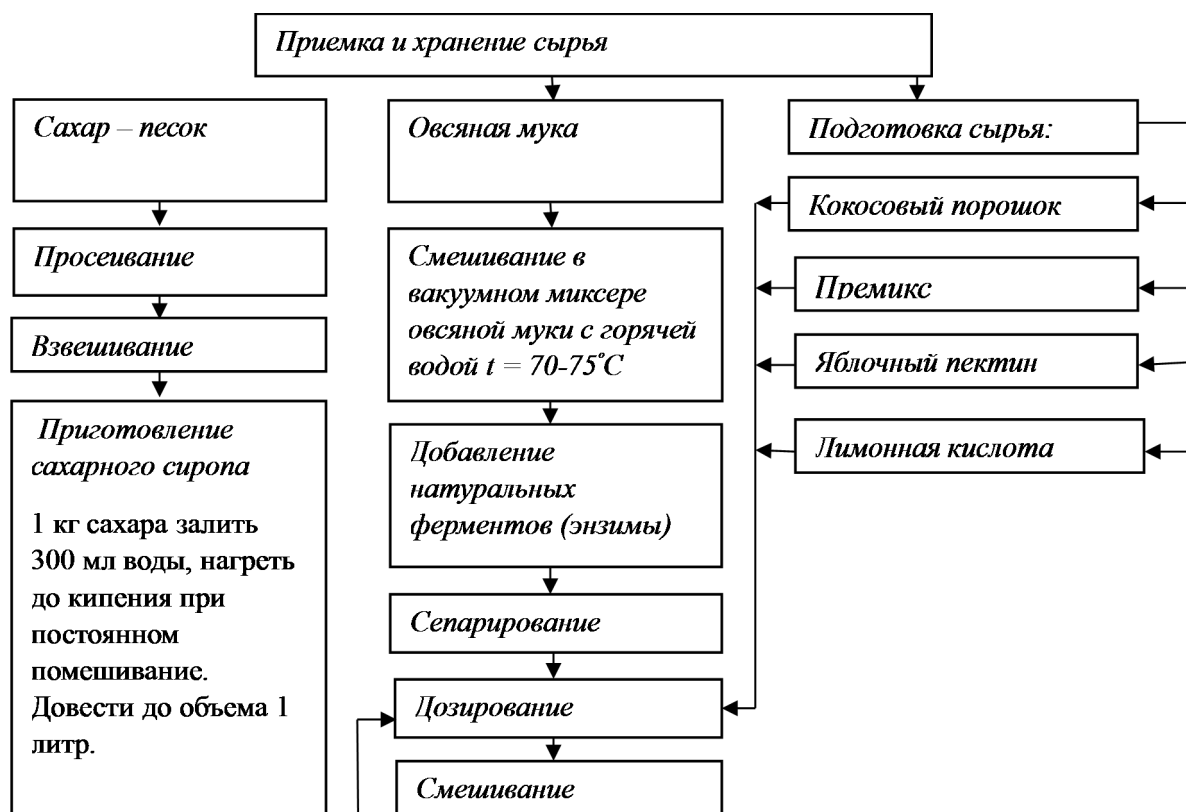 Приемка и хранение сырья
Сахар – песок
Овсяная мука
Подготовка сырья:
Кокосовый порошок
Просеивание
Смешивание в
вакуумном миксере
овсяной муки с горячей
водой t = 70-75°C
Премикс
Взвешивание
Яблочный пектин
Приготовление
сахарного сиропа
1 кг сахара залить
300 мл воды, нагреть
до кипения при
постоянном
помешивание.
Довести до объема 1
литр.
Добавление
натуральных
ферментов (энзимы)
Лимонная кислота
Сепарирование
Дозирование
Смешивание